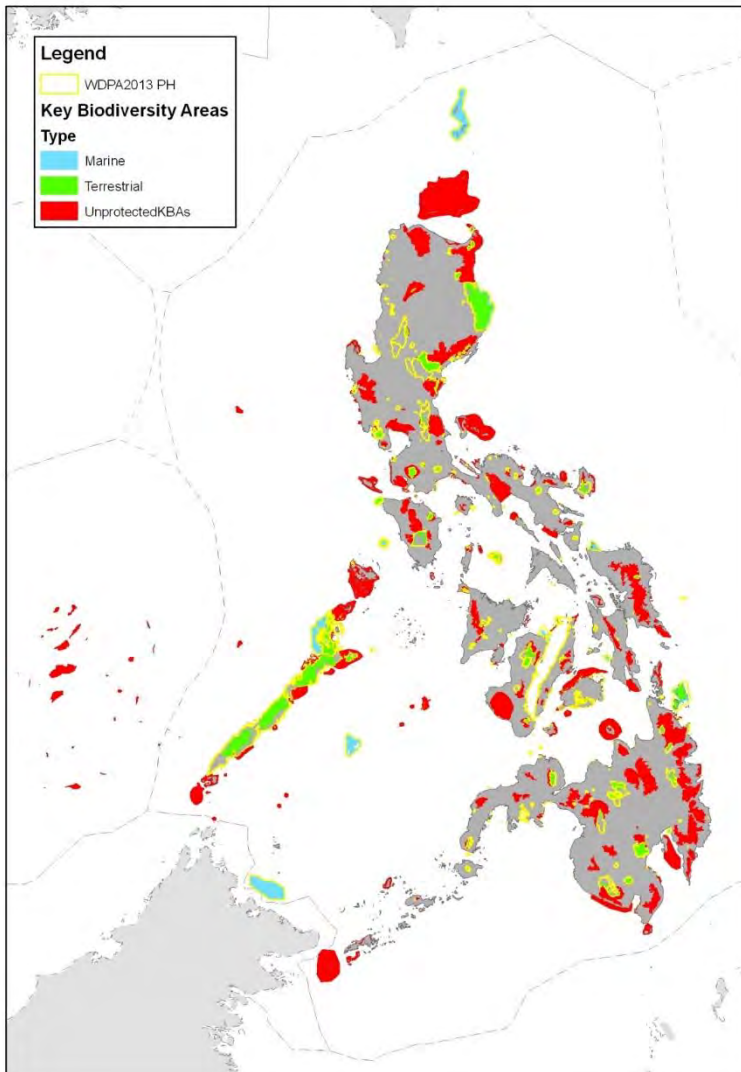 Legend
WDPA2013 PH
Key Biodiversity Areas
Type
Marine
Terrestrial
UnprotectedKBAs